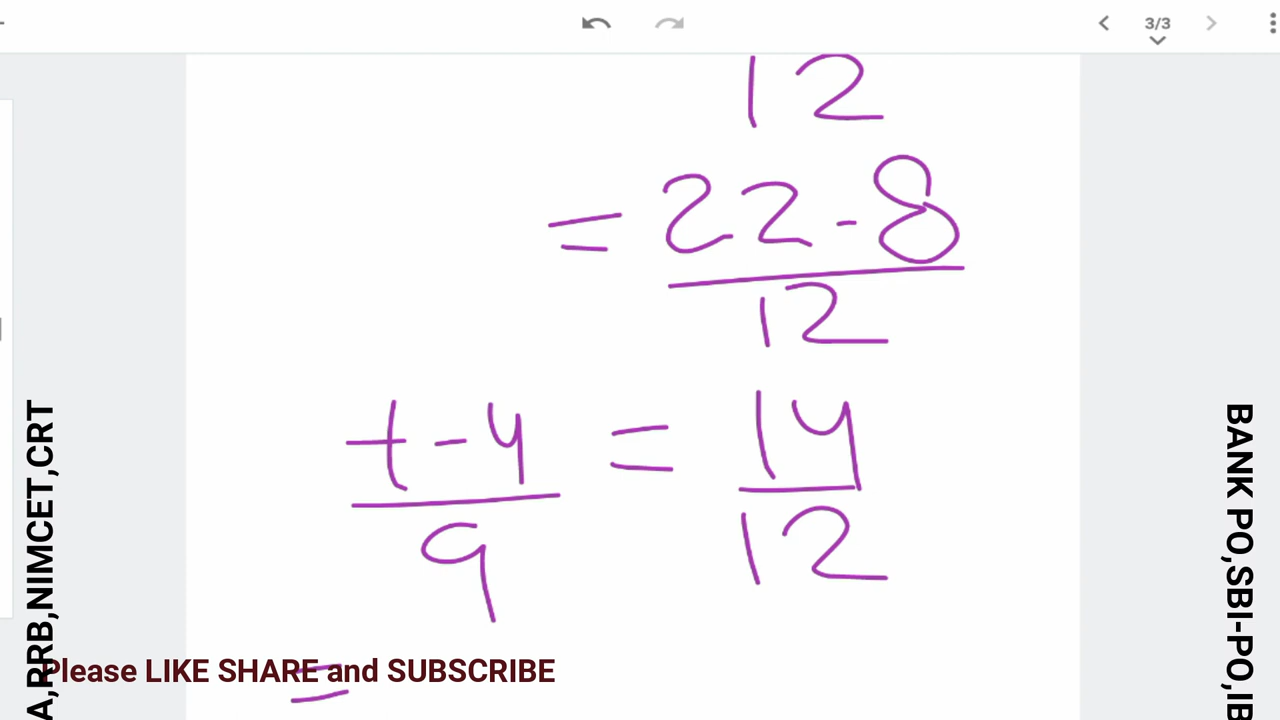 3/3
12
= 22-8
12
t-4 = 14
9 12
=
A,RRB,NIMCET,CRT
Please LIKE SHARE and SUBSCRIBE
BANK PO,SBI-PO,IB